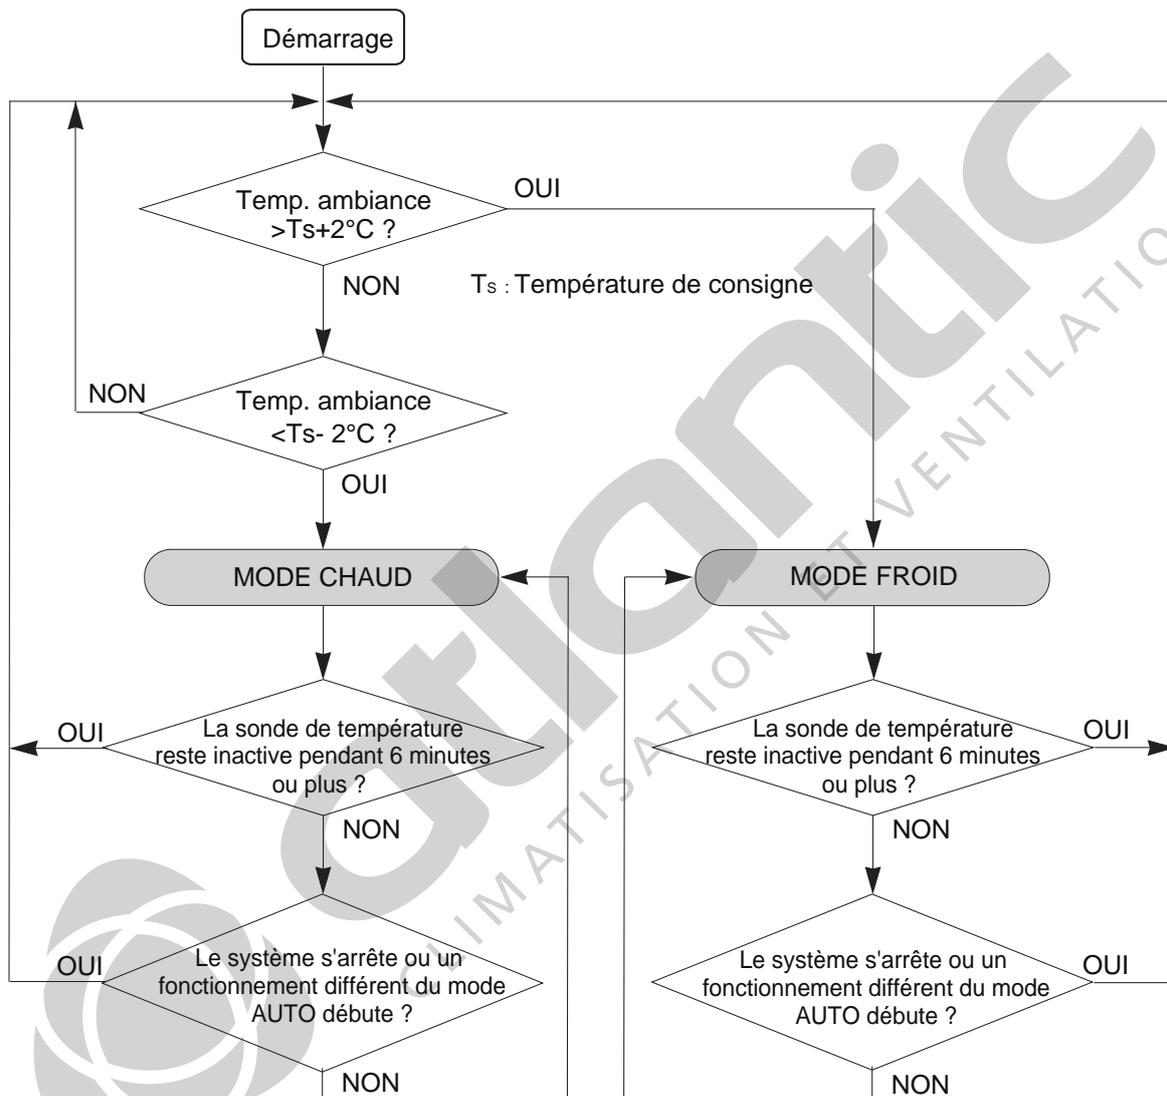 Démarrage
Temp. ambiance
>Ts+2°C ?
OUI
NON
Ts : Température de consigne
NON
Temp. ambiance
<Ts- 2°C ?
OUI
MODE CHAUD
MODE FROID
OUI
La sonde de température
reste inactive pendant 6 minutes
ou plus ?
NON
La sonde de température
reste inactive pendant 6 minutes
ou plus ?
OUI
NON
OUI
Le système s'arrête ou un
fonctionnement différent du mode
AUTO débute ?
NON
Le système s'arrête ou un
fonctionnement différent du mode
AUTO débute ?
OUI
NON
atlantic
CLIMATISATION ET VENTILATIO